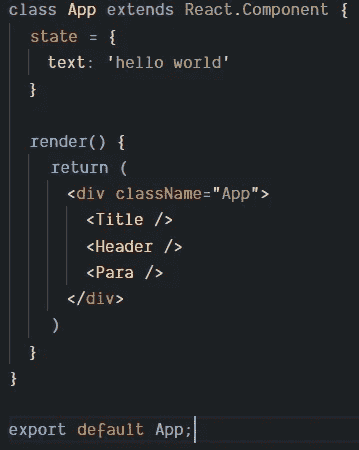 class App extends React.Component {
  state = {
    text: 'hello world'
  }

  render() {
    return (
      <div className="App">
        <Title />
        <Header />
        <Para />
      </div>
    )
  }
}

export default App;